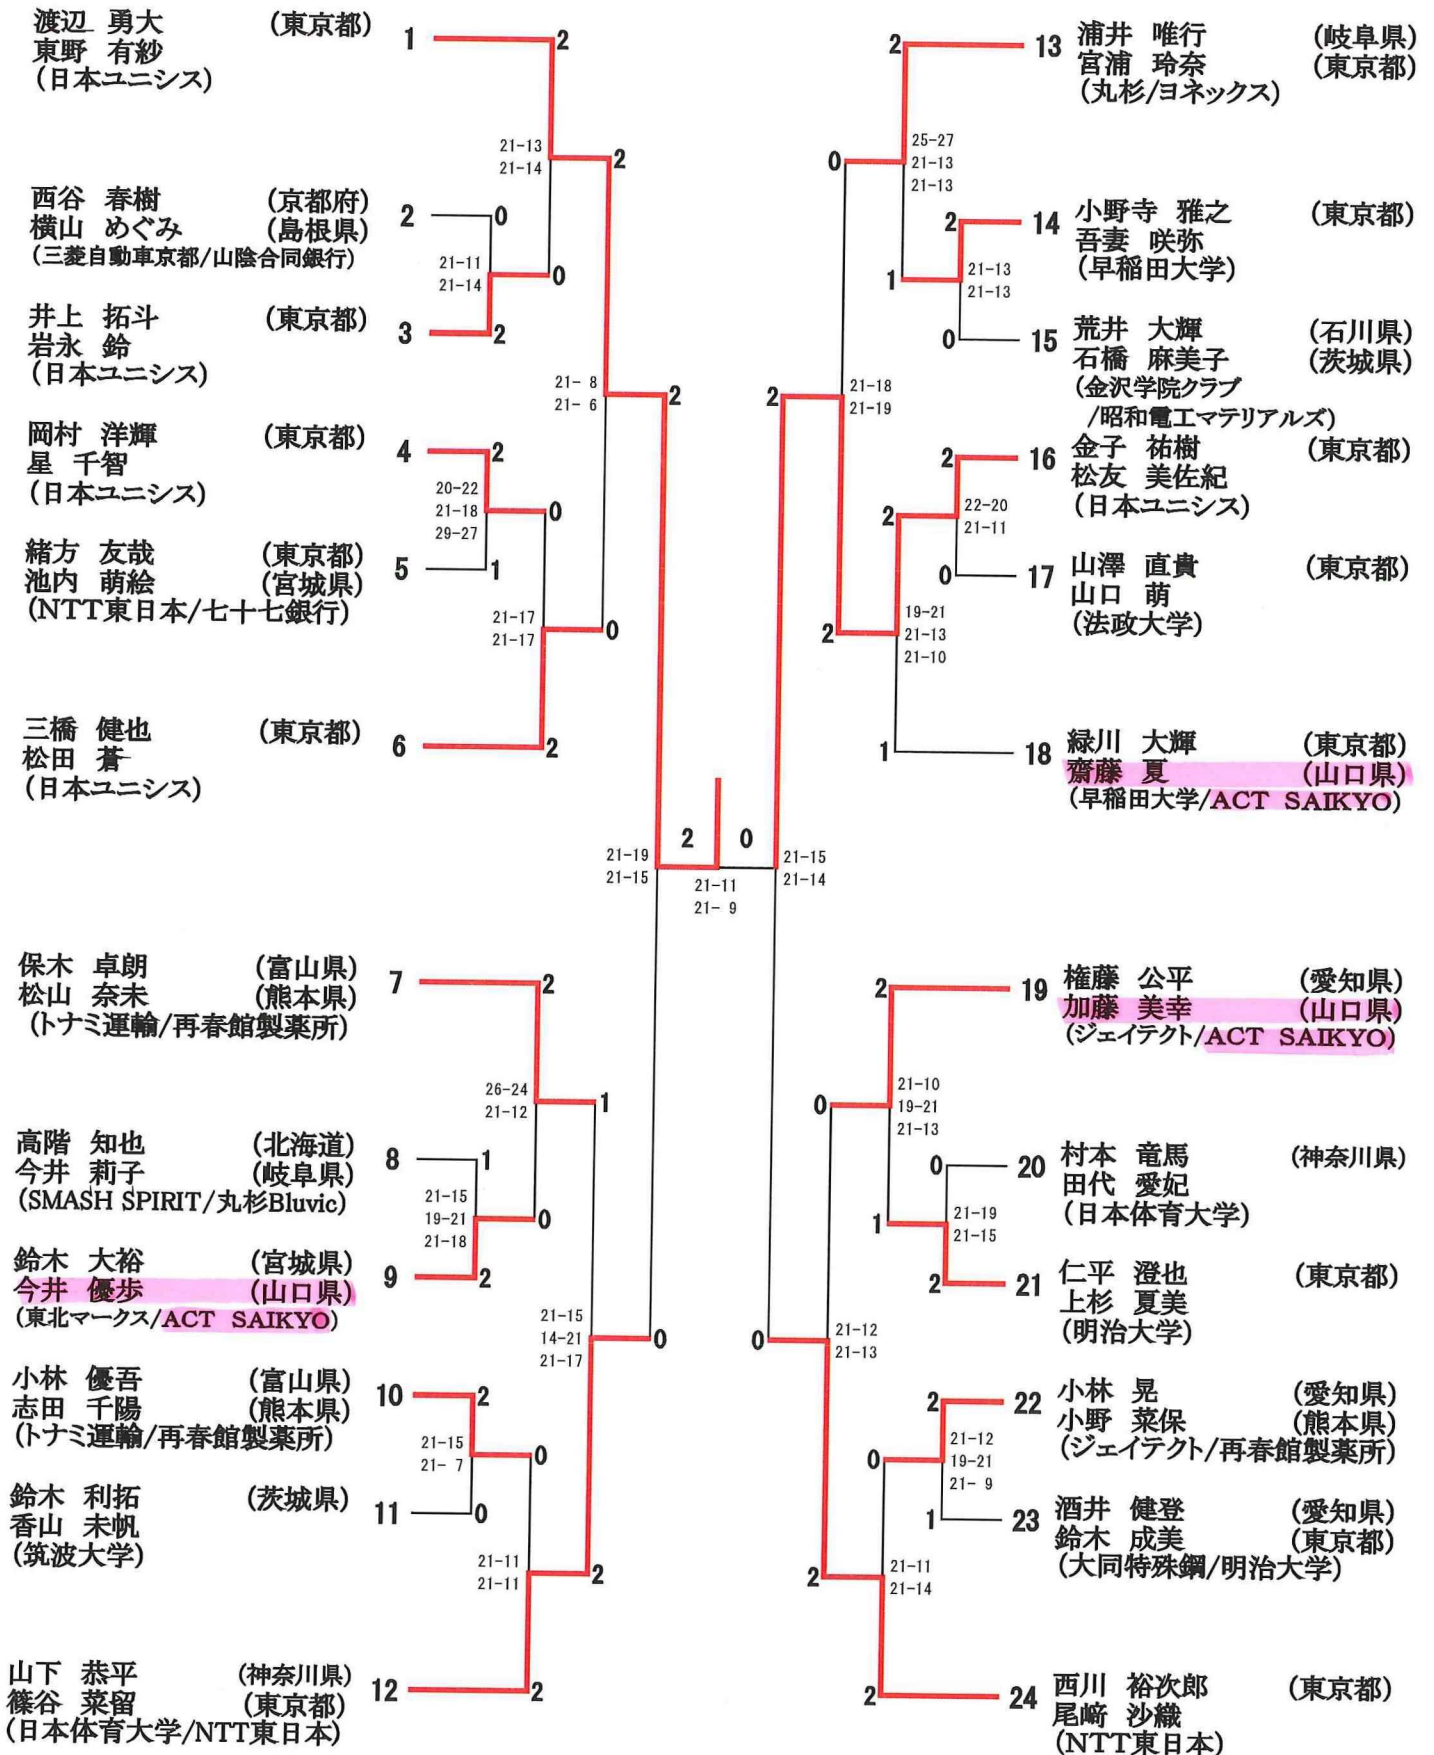 渡辺 勇大 (東京都)
東野 有紗
(日本ユニシス)
1
2
21-13
21-14
2
西谷 春樹 (京都府)
横山 めぐみ (島根県)
(三菱自動車京都/山陰合同銀行)
2
0
21-11
21-14
0
井上 拓斗 (東京都)
岩永 鈴
(日本ユニシス)
3
2
21- 8
21- 6
2
岡村 洋輝 (東京都)
星 千智
(日本ユニシス)
4
2
20-22
21-18
29-27
0
緒方 友哉 (東京都)
池内 萌絵 (宮城県)
(NTT東日本/七十七銀行)
5
1
21-17
21-17
0
三橋 健也 (東京都)
松田 蒼
(日本ユニシス)
6
2
21-19
21-15
2 0
21-11
21- 9
21-15
21-14
保木 卓朗 (富山県)
松山 奈未 (熊本県)
(トナミ運輸/再春館製薬所)
7
2
26-24
21-12
1
高階 知也 (北海道)
今井 莉子 (岐阜県)
(SMASH SPIRIT/丸杉Bluvic)
8
1
21-15
19-21
21-18
0
鈴木 大裕 (宮城県)
今井 優歩 (山口県)
(東北マークス/ACT SAIKYO)
9
2
21-15
14-21
21-17
0
小林 優吾 (富山県)
志田 千陽 (熊本県)
(トナミ運輸/再春館製薬所)
10
2
21-15
21- 7
0
鈴木 利拓 (茨城県)
香山 未帆
(筑波大学)
11
0
21-11
21-11
2
山下 恭平 (神奈川県)
篠谷 菜留 (東京都)
(日本体育大学/NTT東日本)
12
2
2
13
浦井 唯行 (岐阜県)
宮浦 玲奈 (東京都)
(丸杉/ヨネックス)
0
25-27
21-13
21-13
2
14
小野寺 雅之 (東京都)
吾妻 咲弥
(早稲田大学)
1
21-13
21-13
0
15
荒井 大輝 (石川県)
石橋 麻美子 (茨城県)
(金沢学院クラブ
/昭和電工マテリアルズ)
2
21-18
21-19
2
16
金子 祐樹 (東京都)
松友 美佐紀
(日本ユニシス)
2
22-20
21-11
0
17
山澤 直貴 (東京都)
山口 萌
(法政大学)
2
19-21
21-13
21-10
1
18
緑川 大輝 (東京都)
齋藤 夏 (山口県)
(早稲田大学/ACT SAIKYO)
2
19
権藤 公平 (愛知県)
加藤 美幸 (山口県)
(ジェイテクト/ACT SAIKYO)
0
21-10
19-21
21-13
0
20
村本 竜馬 (神奈川県)
田代 愛妃
(日本体育大学)
1
21-19
21-15
2
21
仁平 澄也 (東京都)
上杉 夏美
(明治大学)
0
21-12
21-13
2
22
小林 晃 (愛知県)
小野 菜保 (熊本県)
(ジェイテクト/再春館製薬所)
0
21-12
19-21
21- 9
1
23
酒井 健登 (愛知県)
鈴木 成美 (東京都)
(大同特殊鋼/明治大学)
2
21-11
21-14
2
24
西川 裕次郎 (東京都)
尾﨑 沙織
(NTT東日本)